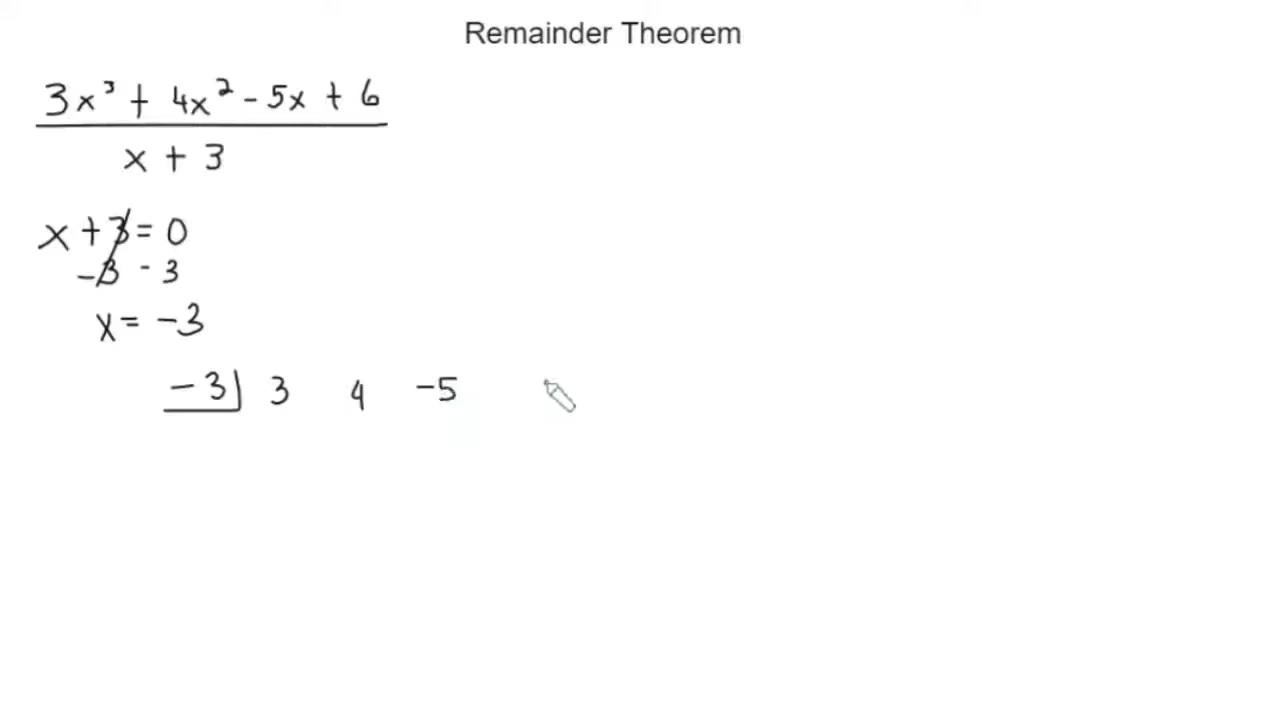 Remainder Theorem
3x³ + 4x² - 5x + 6
x + 3
x + 3 = 0
-3 - 3
x = -3
-3 3 4 -5